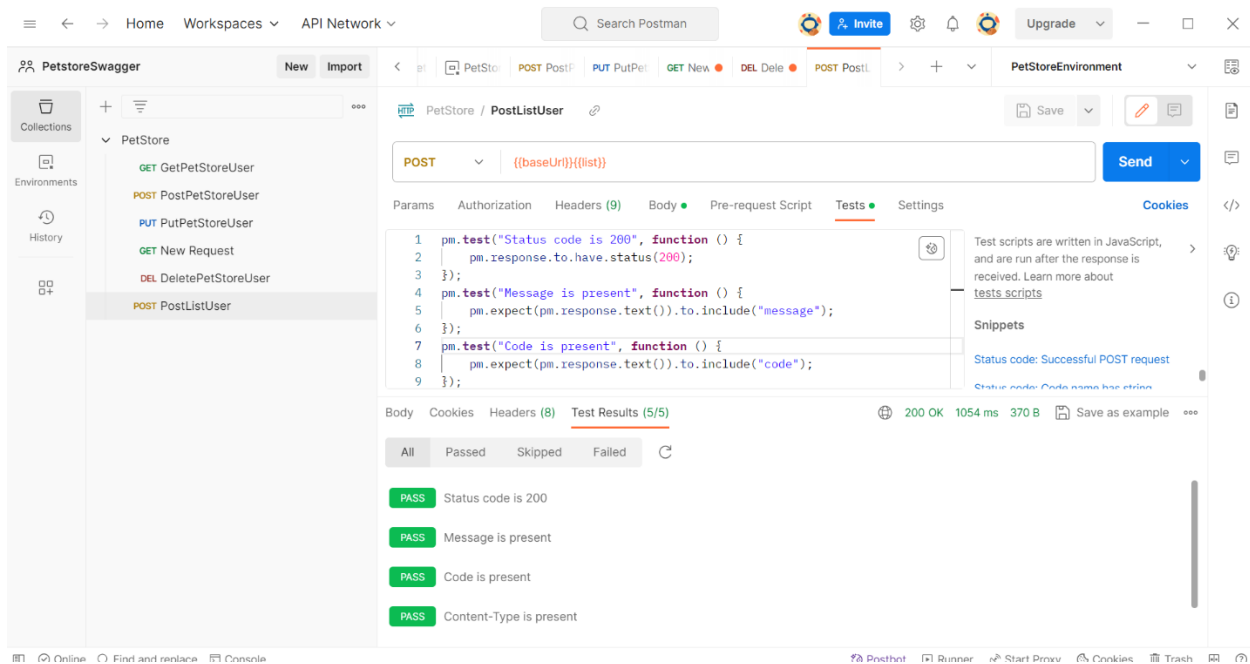 Home Workspaces API Network Search Postman Invite Upgrade
PetstoreSwagger New Import
PetSto POST PostP PUT PutPet GET New DEL Dele POST PostL PetStoreEnvironment
Collections
Environments
History
PetStore
GET GetPetStoreUser
POST PostPetStoreUser
PUT PutPetStoreUser
GET New Request
DEL DeletePetStoreUser
POST PostListUser
HTTP PetStore / PostListUser Save
POST {{baseUrl}}{{list}} Send
Params Authorization Headers (9) Body Pre-request Script Tests Settings Cookies
1 pm.test("Status code is 200", function () {
2 pm.response.to.have.status(200);
3 });
4 pm.test("Message is present", function () {
5 pm.expect(pm.response.text()).to.include("message");
6 });
7 pm.test("Code is present", function () {
8 pm.expect(pm.response.text()).to.include("code");
9 });
Test scripts are written in JavaScript,
and are run after the response is
received. Learn more about
tests scripts
Snippets
Status code: Successful POST request
Status code: Code name has string
Body Cookies Headers (8) Test Results (5/5) 200 OK 1054 ms 370 B Save as example
All Passed Skipped Failed
PASS Status code is 200
PASS Message is present
PASS Code is present
PASS Content-Type is present
Online Find and replace Console Postbot Runner Start Proxy Cookies Trash